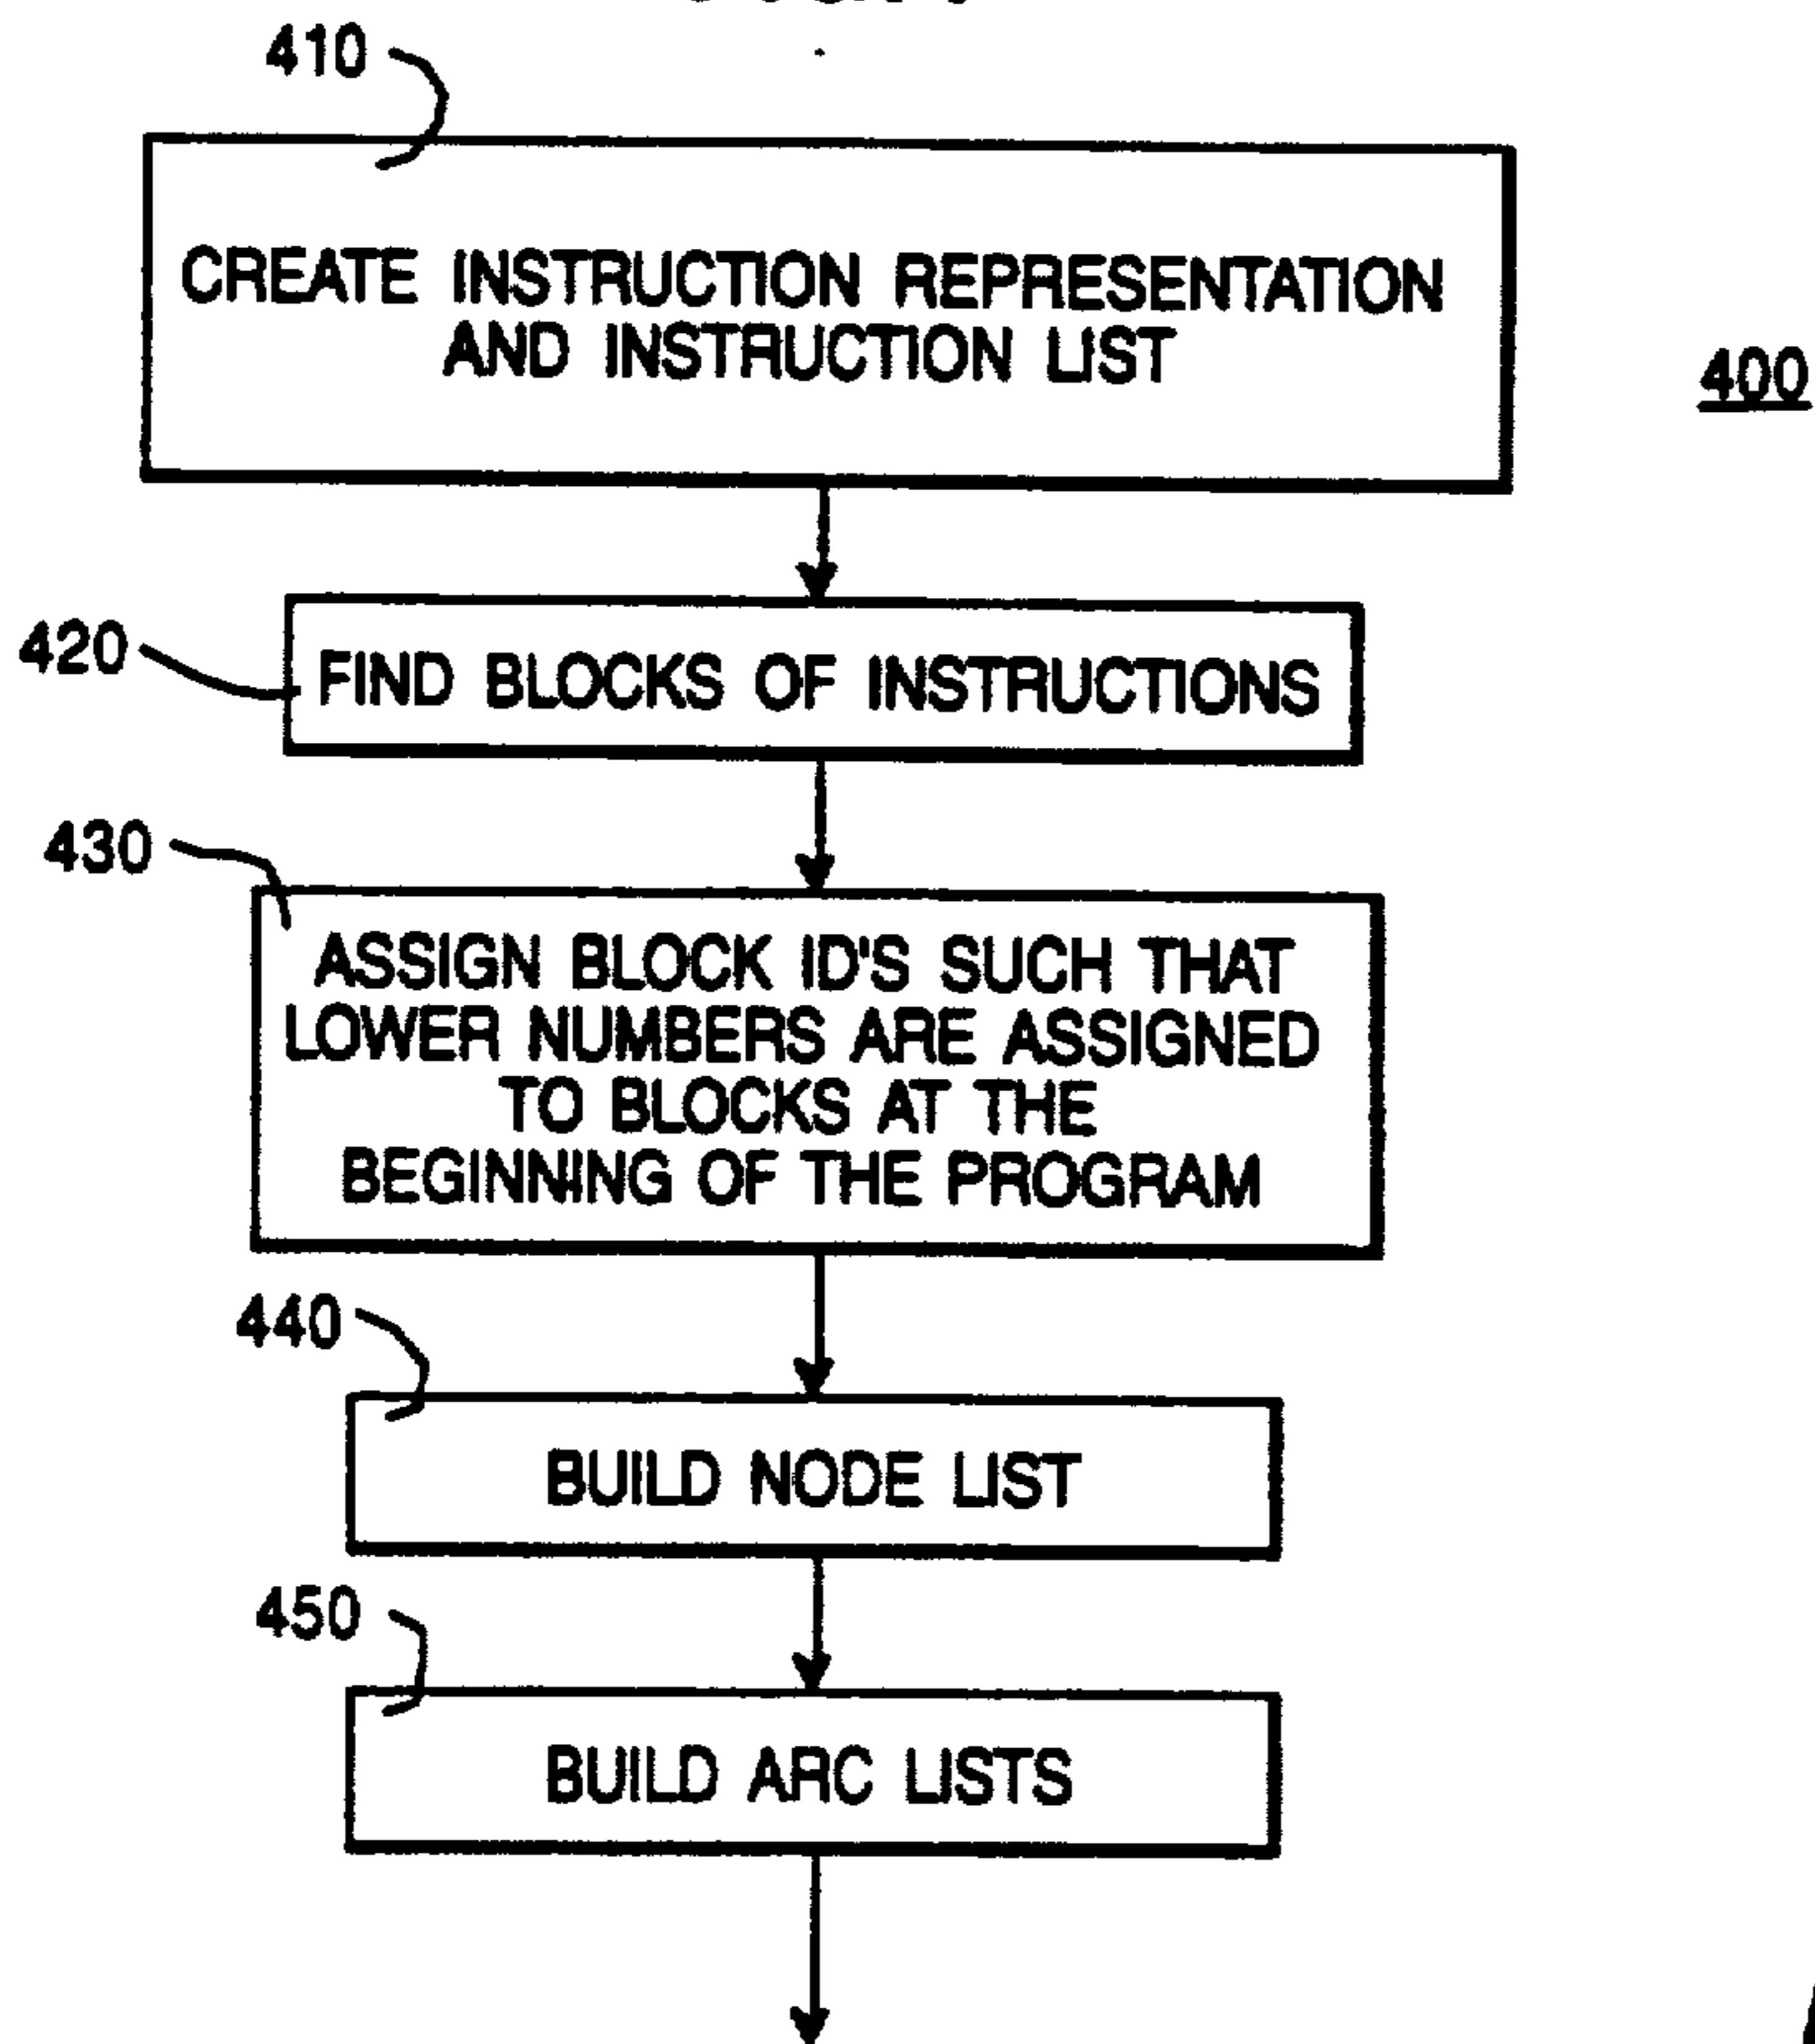 410
CREATE INSTRUCTION REPRESENTATION
AND INSTRUCTION LIST
400
420
FIND BLOCKS OF INSTRUCTIONS
430
ASSIGN BLOCK ID'S SUCH THAT
LOWER NUMBERS ARE ASSIGNED
TO BLOCKS AT THE
BEGINNING OF THE PROGRAM
440
BUILD NODE LIST
450
BUILD ARC LISTS